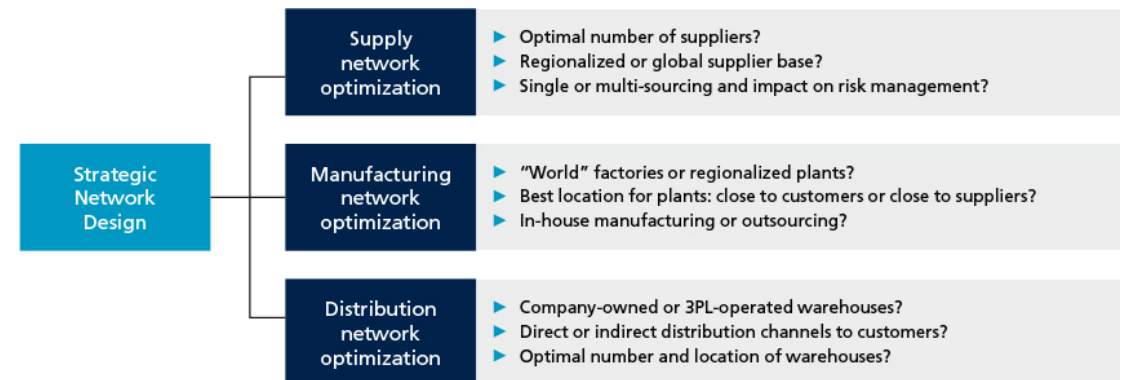 Strategic
Network
Design
Supply
network
optimization
Optimal number of suppliers?
Regionalized or global supplier base?
Single or multi-sourcing and impact on risk management?
Manufacturing
network
optimization
“World” factories or regionalized plants?
Best location for plants: close to customers or close to suppliers?
In-house manufacturing or outsourcing?
Distribution
network
optimization
Company-owned or 3PL-operated warehouses?
Direct or indirect distribution channels to customers?
Optimal number and location of warehouses?